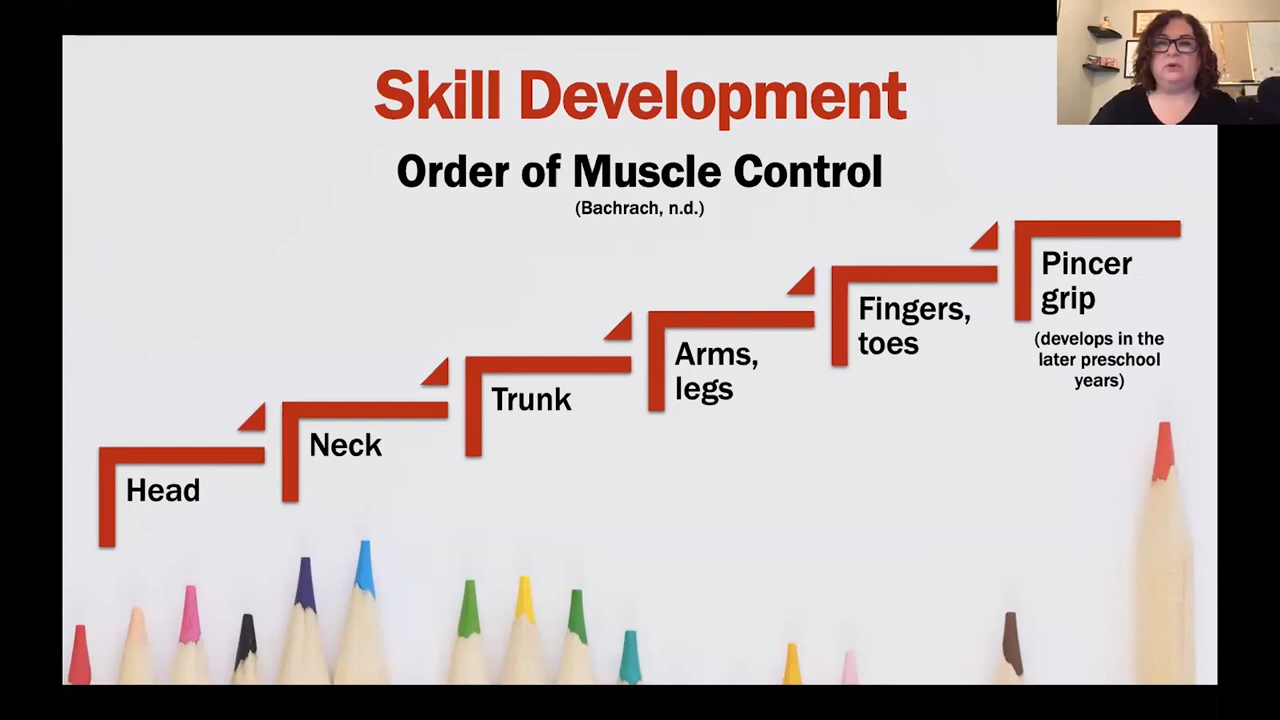 Skill Development
Order of Muscle Control
(Bachrach, n.d.)
Head
Neck
Trunk
Arms,
legs
Fingers,
toes
Pincer
grip
(develops in the
later preschool
years)